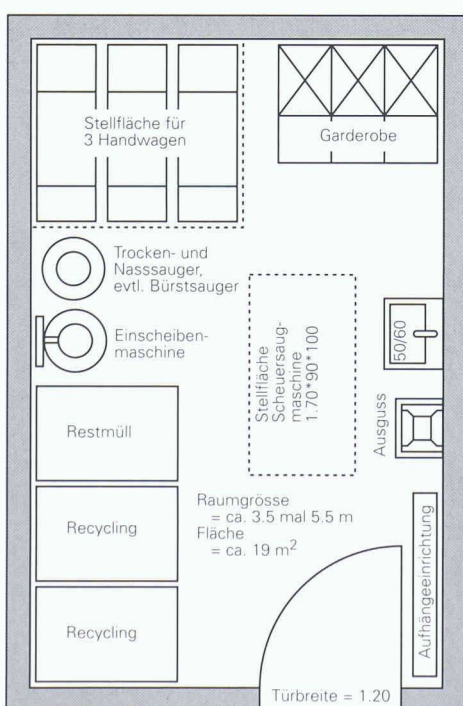 Stellfläche für
3 Handwagen
Garderobe
Trocken- und
Nasssauger,
evtl. Bürstsauger
Einscheiben-
maschine
Stellfläche
Scheuersaug-
maschine
1.70*90*100
50/60
Ausguss
Restmüll
Recycling
Recycling
Raumgrösse
= ca. 3.5 mal 5.5 m
Fläche
= ca. 19 m²
Aufhängeeinrichtung
Türbreite = 1.20